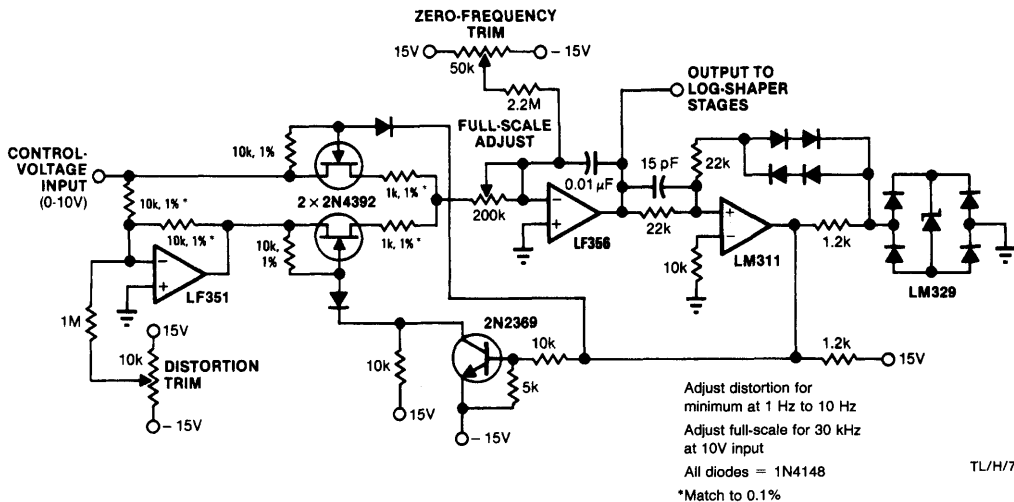 ZERO-FREQUENCY
TRIM
15V
- 15V
50k
2.2M
OUTPUT TO
LOG-SHAPER
STAGES
FULL-SCALE
ADJUST
CONTROL-
VOLTAGE
INPUT
(0-10V)
10k, 1%
1k, 1% *
2 × 2N4392
200k
0.01 µF
15 pF
22k
22k
LF356
10k
LM311
1.2k
LM329
10k, 1% *
10k, 1% *
10k,
1%
1k, 1% *
LF351
1M
15V
10k
DISTORTION
TRIM
- 15V
10k
15V
2N2369
10k
5k
- 15V
1.2k
15V
Adjust distortion for
minimum at 1 Hz to 10 Hz
Adjust full-scale for 30 kHz
at 10V input
All diodes = 1N4148
*Match to 0.1%
TL/H/7